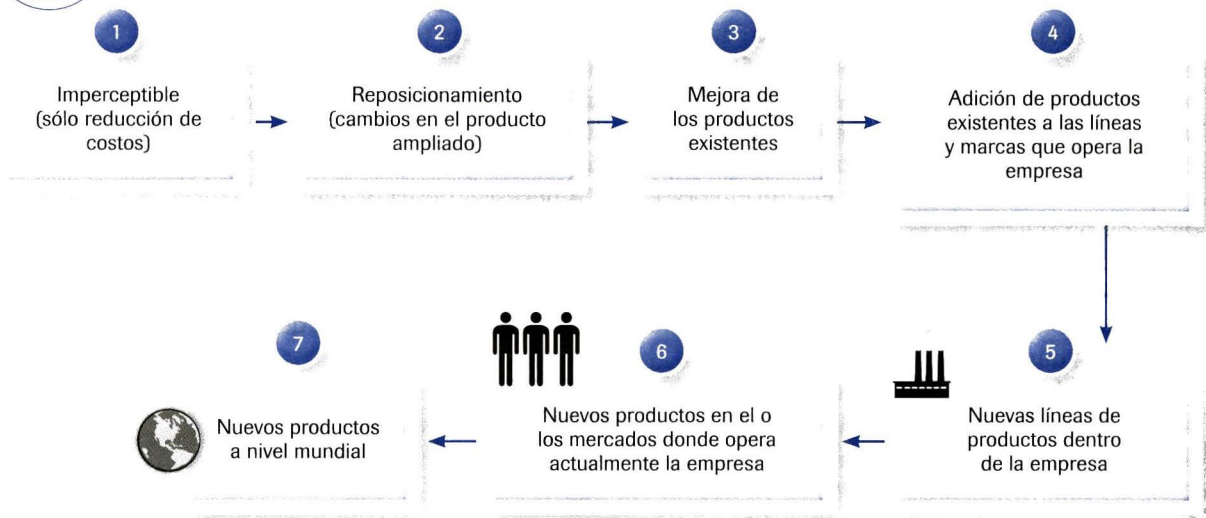 1
Imperceptible
(sólo reducción de
costos)
2
Reposicionamiento
(cambios en el producto
ampliado)
3
Mejora de
los productos
existentes
4
Adición de productos
existentes a las líneas
y marcas que opera la
empresa
5
Nuevas líneas de
productos dentro
de la empresa
6
Nuevos productos en el o
los mercados donde opera
actualmente la empresa
7
Nuevos productos
a nivel mundial